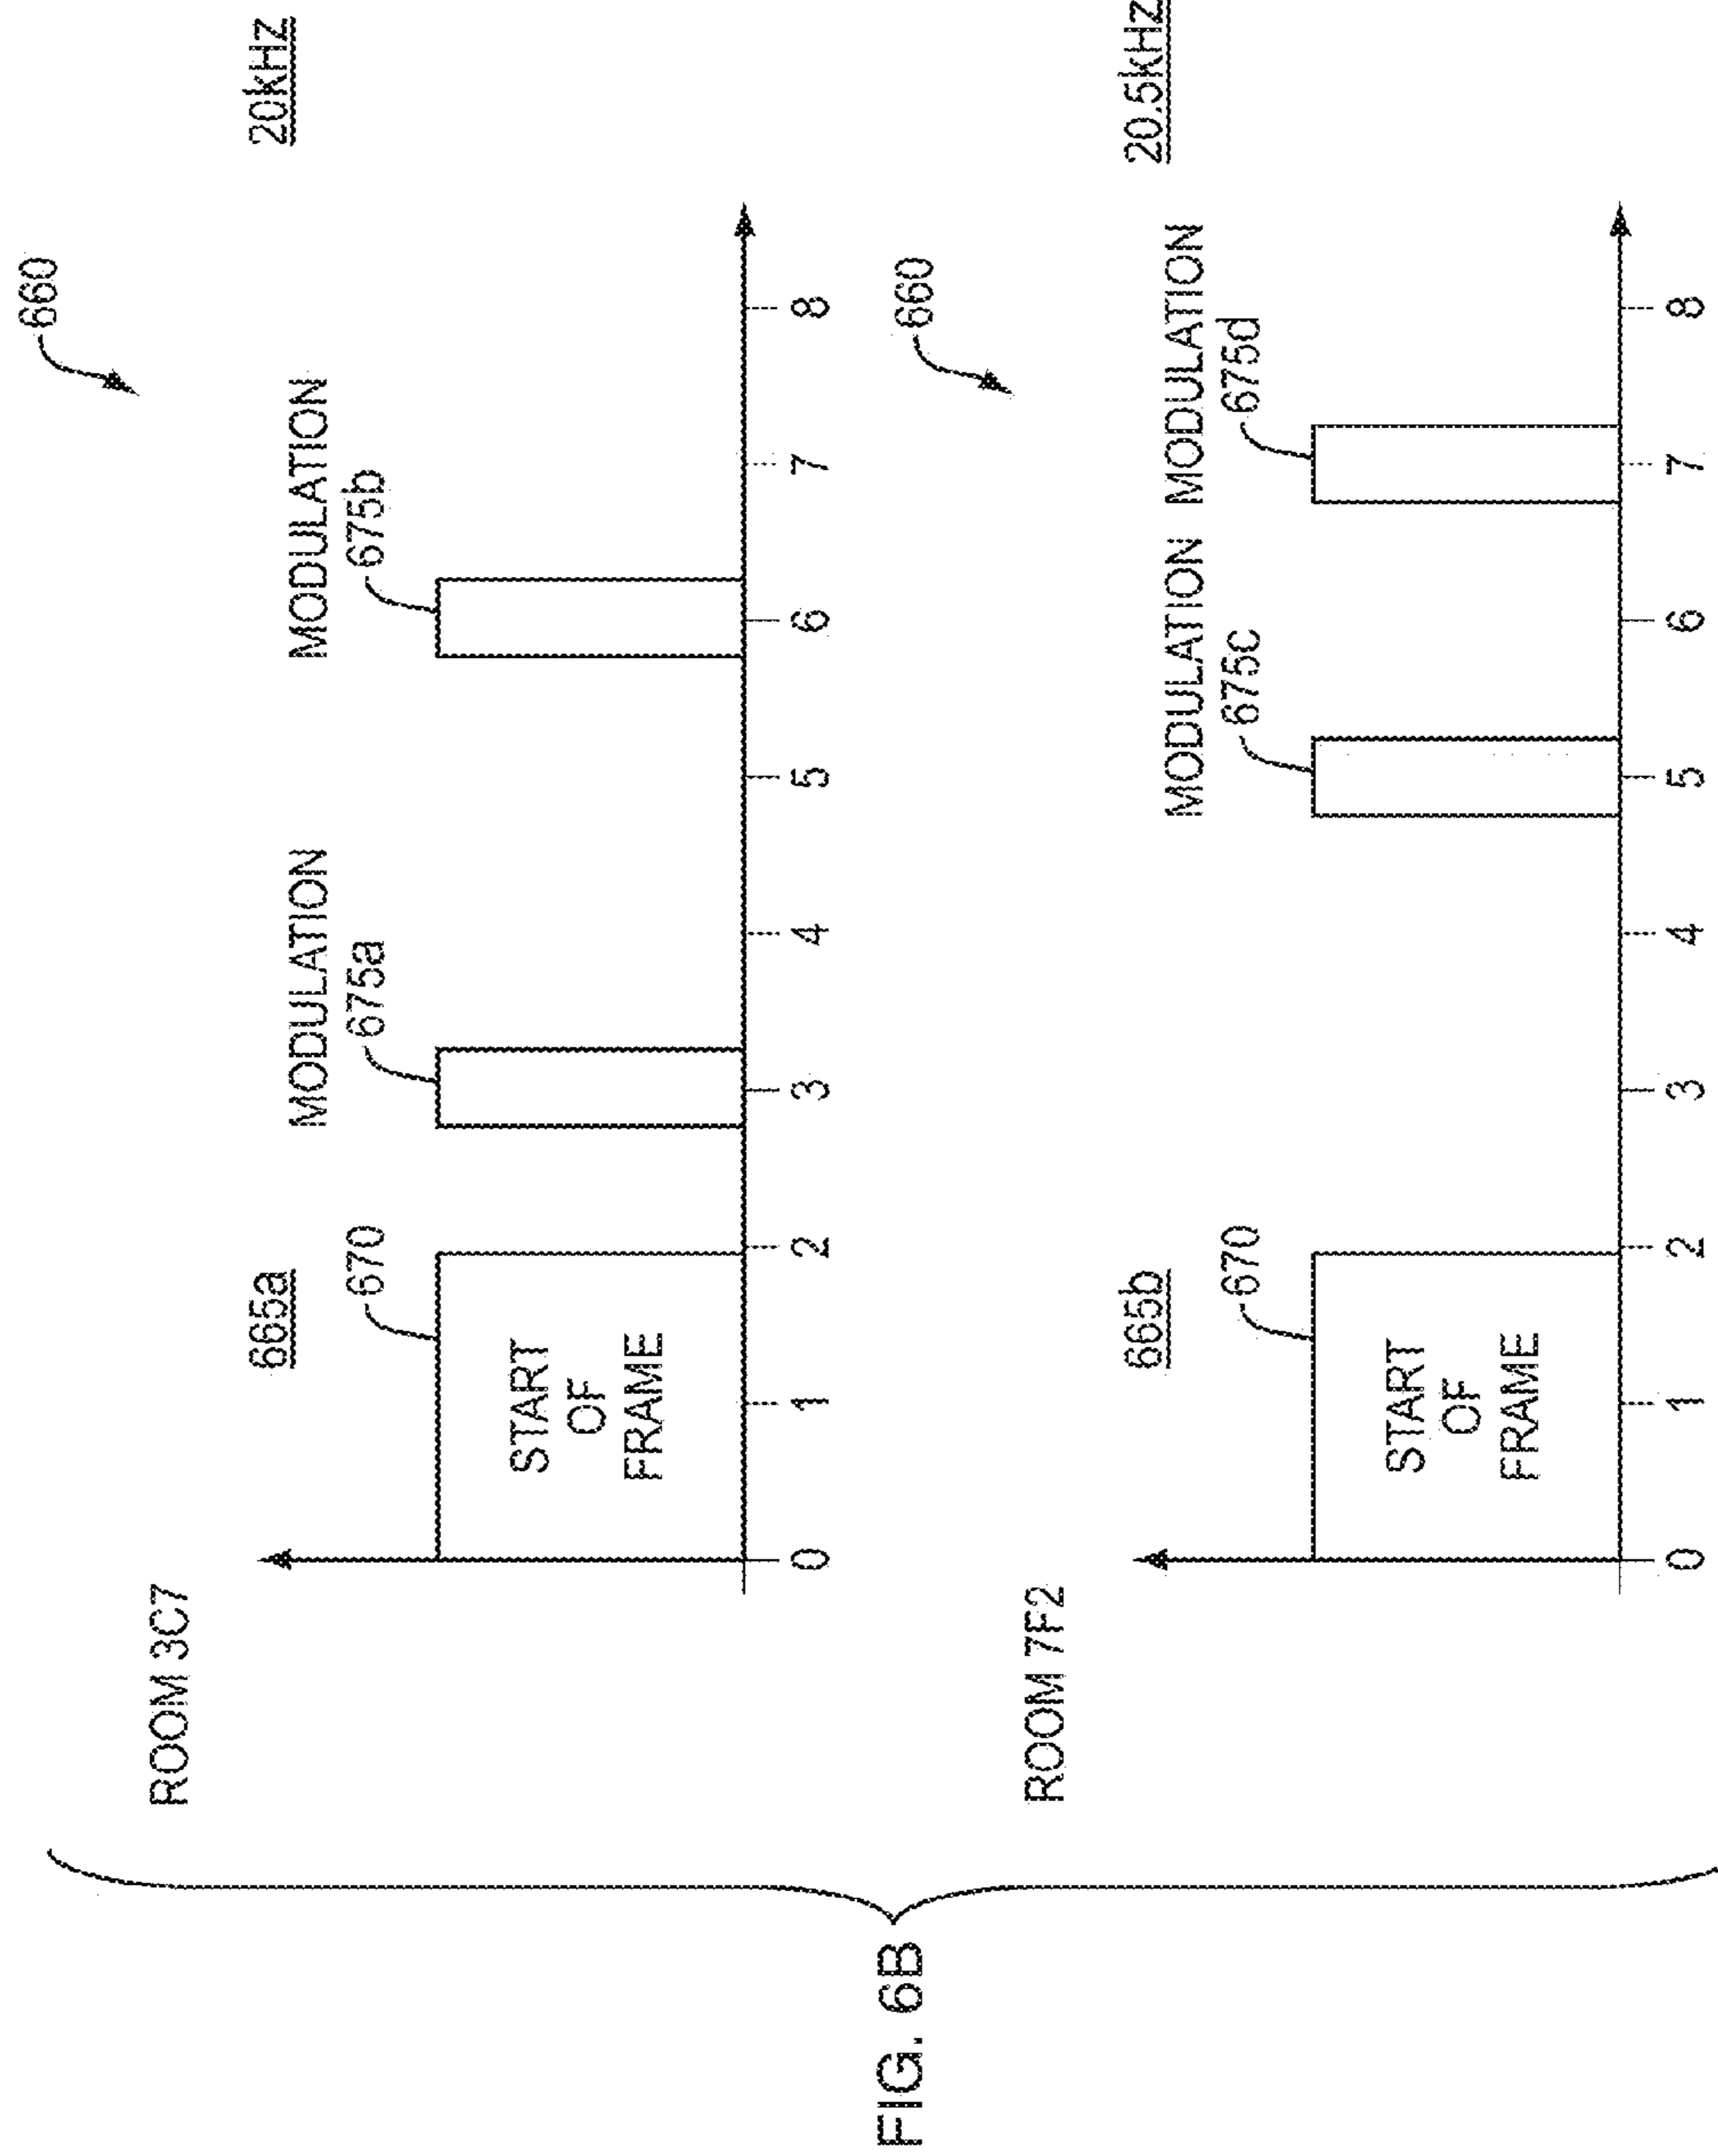 660
ROOM 3C7
20kHz
665a
MODULATION
MODULATION
670
675a
675b
START
OF
FRAME
0 1 2 3 4 5 6 7 8
660
ROOM 7F2
20.5kHz
665b
MODULATION MODULATION
670
675c
675d
START
OF
FRAME
0 1 2 3 4 5 6 7 8
FIG. 6B